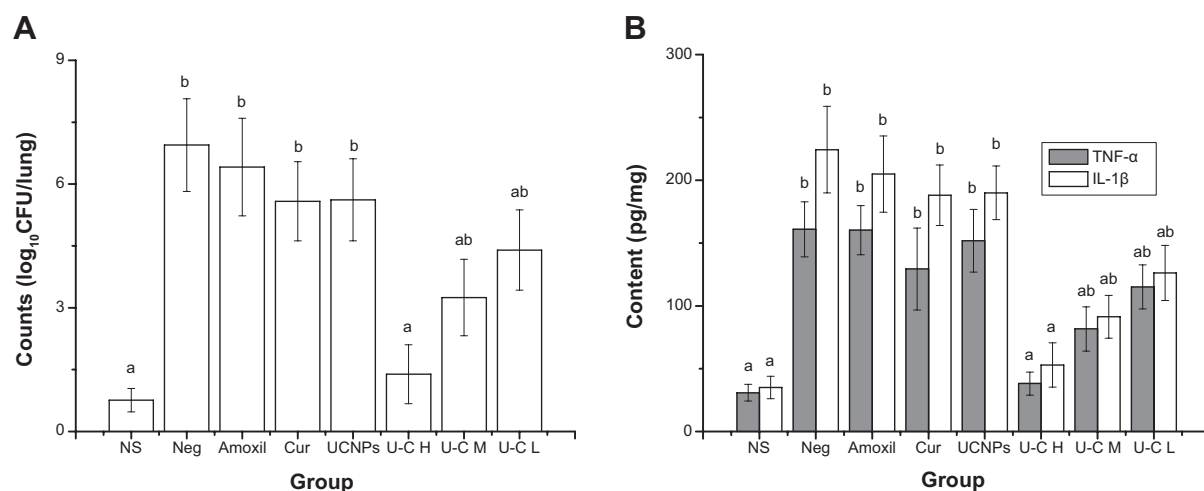 A
Counts (log₁₀CFU/lung)
9
6
3
0
a
b
b
b
b
a
ab
ab
NS
Neg
Amoxil
Cur
UCNPs
U-C H
U-C M
U-C L
Group
B
Content (pg/mg)
300
200
100
0
a
a
b
b
b
b
b
b
b
b
a
a
ab
ab
ab
ab
TNF-α
IL-1β
NS
Neg
Amoxil
Cur
UCNPs
U-C H
U-C M
U-C L
Group